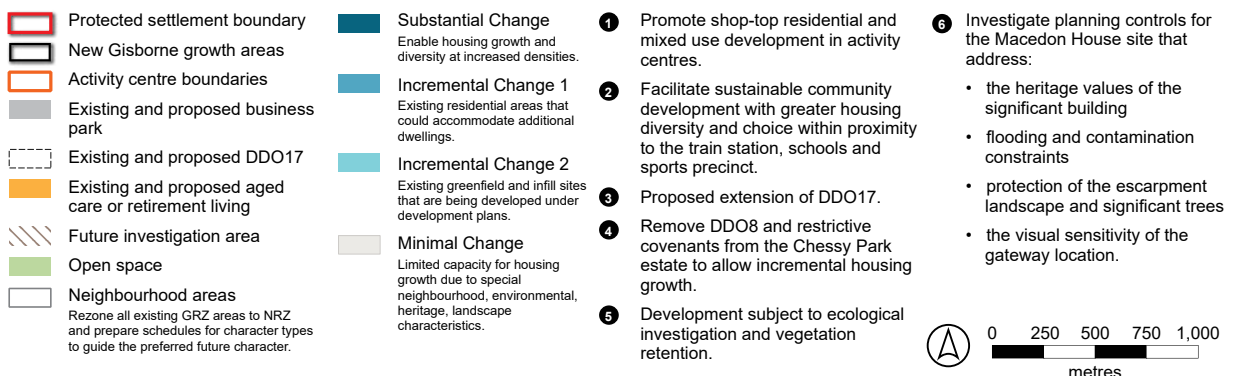 Protected settlement boundary
New Gisborne growth areas
Activity centre boundaries
Existing and proposed business
park
Existing and proposed DDO17
Existing and proposed aged
care or retirement living
Future investigation area
Open space
Neighbourhood areas
Rezone all existing GRZ areas to NRZ
and prepare schedules for character types
to guide the preferred future character.
Substantial Change
Enable housing growth and
diversity at increased densities.
Incremental Change 1
Existing residential areas that
could accommodate additional
dwellings.
Incremental Change 2
Existing greenfield and infill sites
that are being developed under
development plans.
Minimal Change
Limited capacity for housing
growth due to special
neighbourhood, environmental,
heritage, landscape
characteristics.
1 Promote shop-top residential and
mixed use development in activity
centres.
2 Facilitate sustainable community
development with greater housing
diversity and choice within proximity
to the train station, schools and
sports precinct.
3 Proposed extension of DDO17.
4 Remove DDO8 and restrictive
covenants from the Chessy Park
estate to allow incremental housing
growth.
5 Development subject to ecological
investigation and vegetation
retention.
6 Investigate planning controls for
the Macedon House site that
address:
• the heritage values of the
significant building
• flooding and contamination
constraints
• protection of the escarpment
landscape and significant trees
• the visual sensitivity of the
gateway location.
0 250 500 750 1,000
metres